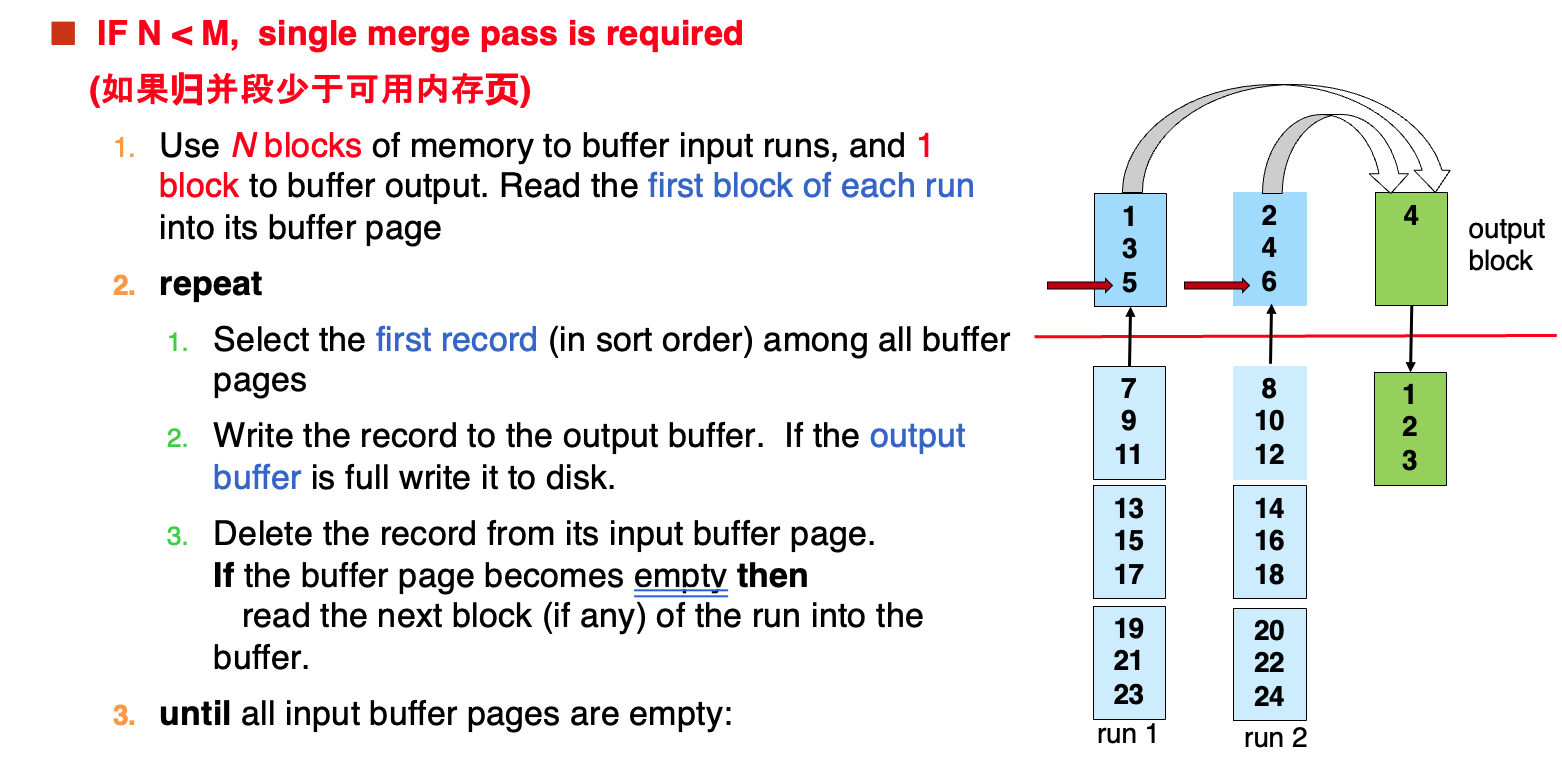 IF N < M, single merge pass is required
(如果归并段少于可用内存页)
1. Use N blocks of memory to buffer input runs, and 1
block to buffer output. Read the first block of each run
into its buffer page
2. repeat
1. Select the first record (in sort order) among all buffer
pages
2. Write the record to the output buffer. If the output
buffer is full write it to disk.
3. Delete the record from its input buffer page.
If the buffer page becomes empty then
read the next block (if any) of the run into the
buffer.
3. until all input buffer pages are empty:
1
3
5
7
9
11
13
15
17
19
21
23
run 1
2
4
6
8
10
12
14
16
18
20
22
24
run 2
4
output
block
1
2
3